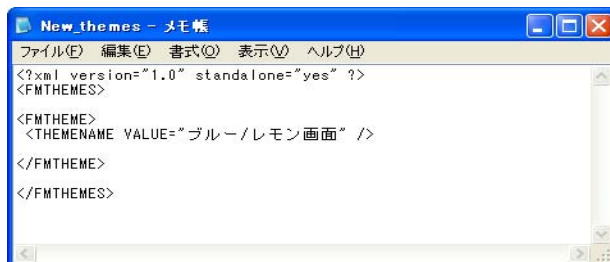 New_themes - メモ帳
ファイル(F) 編集(E) 書式(O) 表示(V) ヘルプ(H)
<?xml version="1.0" standalone="yes" ?>
<FMTHEMES>
<FMTHEME>
<THEMENAME VALUE="ブルー/レモン画面" />
</FMTHEME>
</FMTHEMES>